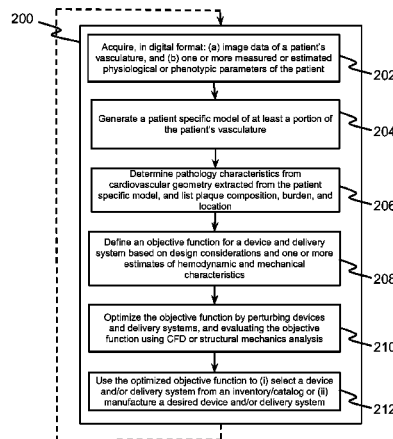 200
Acquire, in digital format: (a) image data of a patient's
vasculature, and (b) one or more measured or estimated
physiological or phenotypic parameters of the patient
202
Generate a patient specific model of at least a portion
of the patient's vasculature
204
Determine pathology characteristics from
cardiovascular geometry extracted from the patient
specific model, and list plaque composition, burden, and
location
206
Define an objective function for a device and delivery
system based on design considerations and one or more
estimates of hemodynamic and mechanical
characteristics
208
Optimize the objective function by perturbing devices
and delivery systems, and evaluating the objective
function using CFD or structural mechanics analysis
210
Use the optimized objective function to (i) select a device
and/or delivery system from an inventory/catalog or (ii)
manufacture a desired device and/or delivery system
212